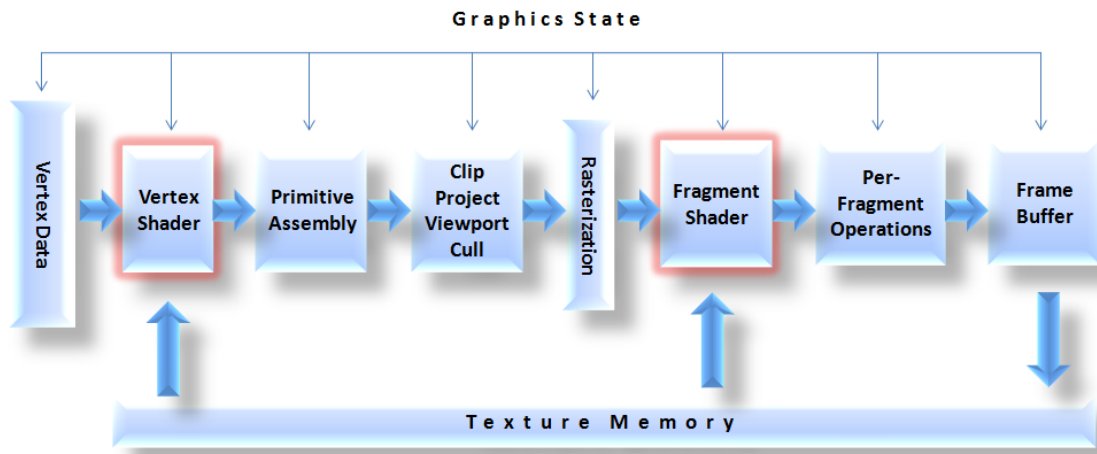 Graphics State
Vertex Data
Vertex
Shader
Primitive
Assembly
Clip
Project
Viewport
Cull
Rasterization
Fragment
Shader
Per-
Fragment
Operations
Frame
Buffer
Texture Memory